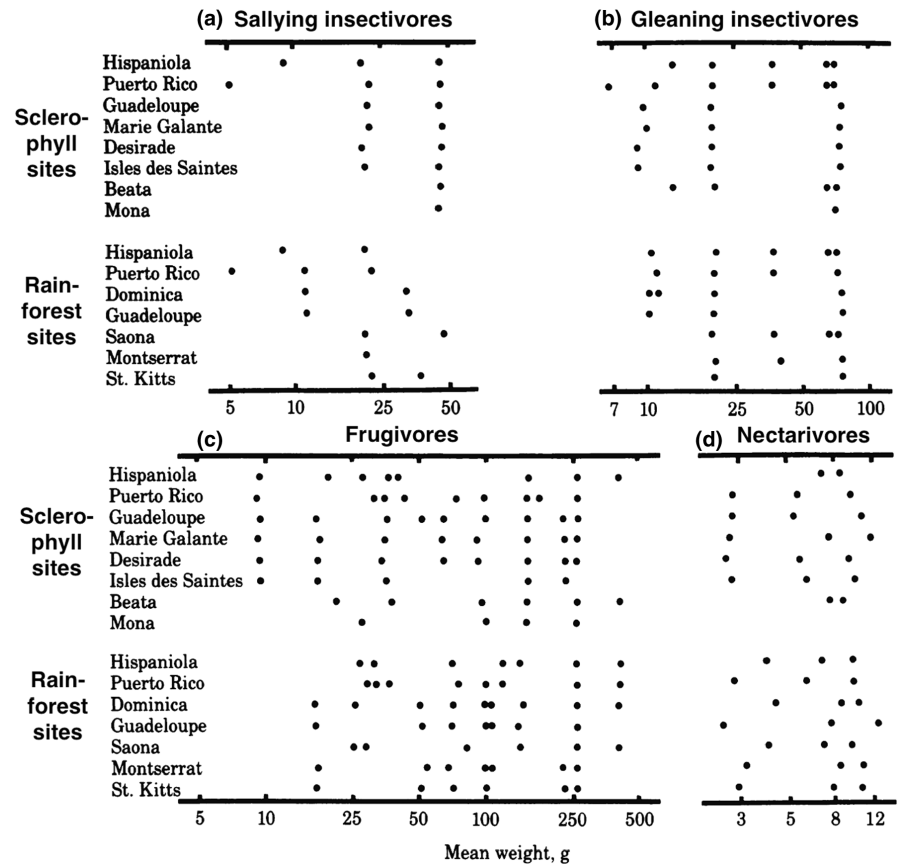 (a) Sallying insectivores
(b) Gleaning insectivores
Sclero-
phyll
sites
Hispaniola
Puerto Rico
Guadeloupe
Marie Galante
Desirade
Isles des Saintes
Beata
Mona
Rain-
forest
sites
Hispaniola
Puerto Rico
Dominica
Guadeloupe
Saona
Montserrat
St. Kitts
5 10 25 50
7 10 25 50 100
(c) Frugivores
(d) Nectarivores
Sclero-
phyll
sites
Hispaniola
Puerto Rico
Guadeloupe
Marie Galante
Desirade
Isles des Saintes
Beata
Mona
Rain-
forest
sites
Hispaniola
Puerto Rico
Dominica
Guadeloupe
Saona
Montserrat
St. Kitts
5 10 25 50 100 250 500
3 5 8 12
Mean weight, g